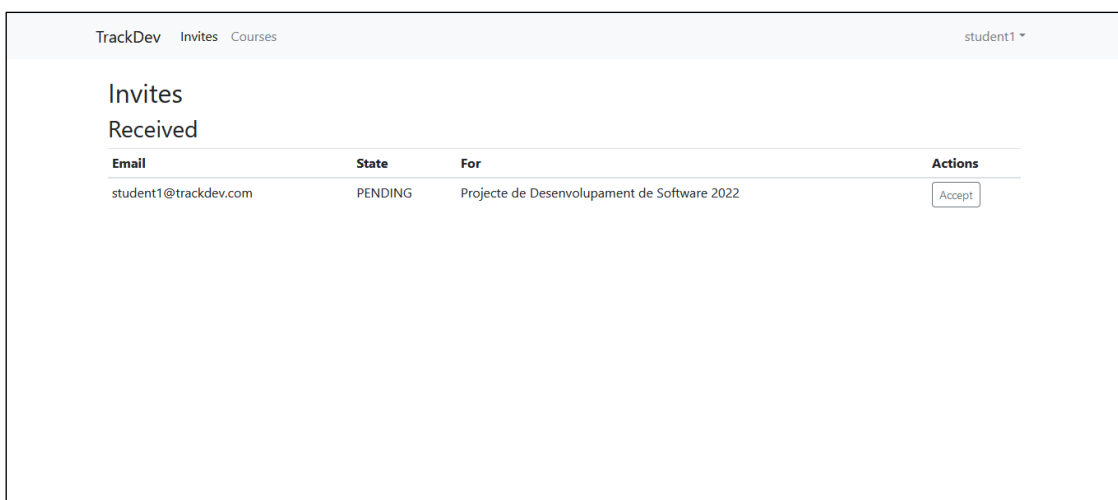 TrackDev Invites Courses student1
Invites
Received
Email State For Actions
student1@trackdev.com PENDING Projecte de Desenvolupament de Software 2022 Accept